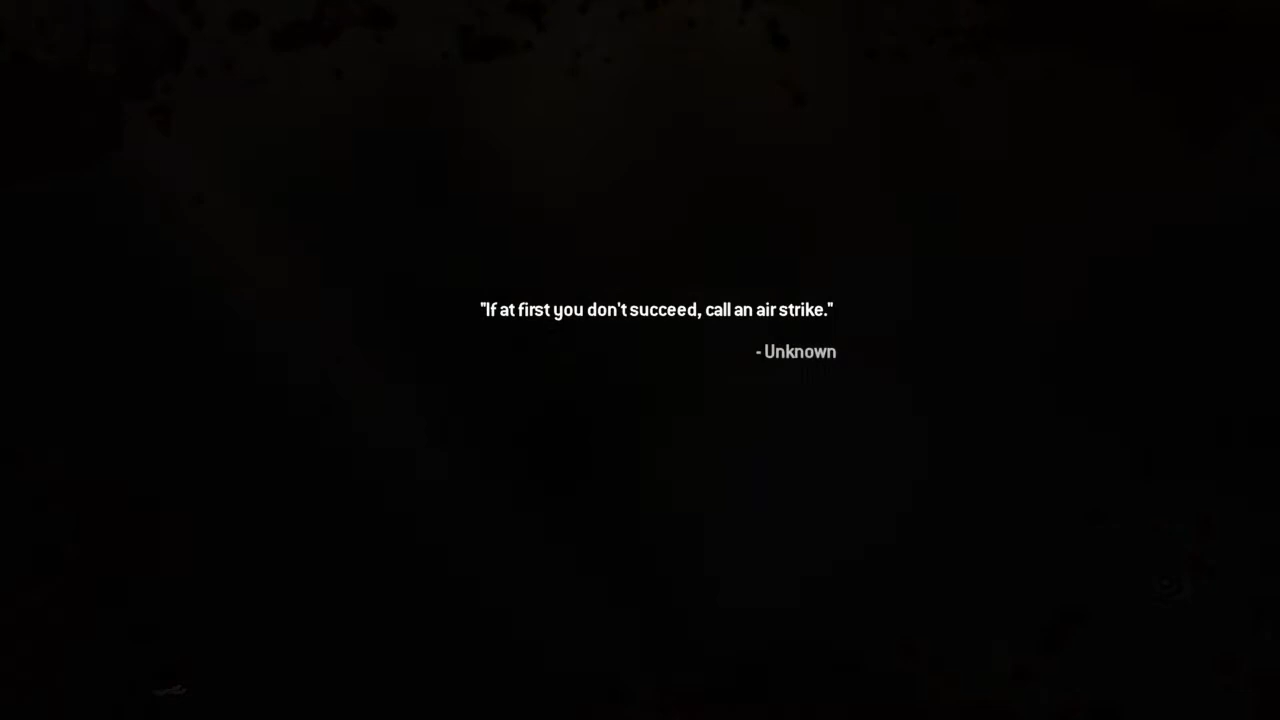 "If at first you don't succeed, call an air strike."
- Unknown